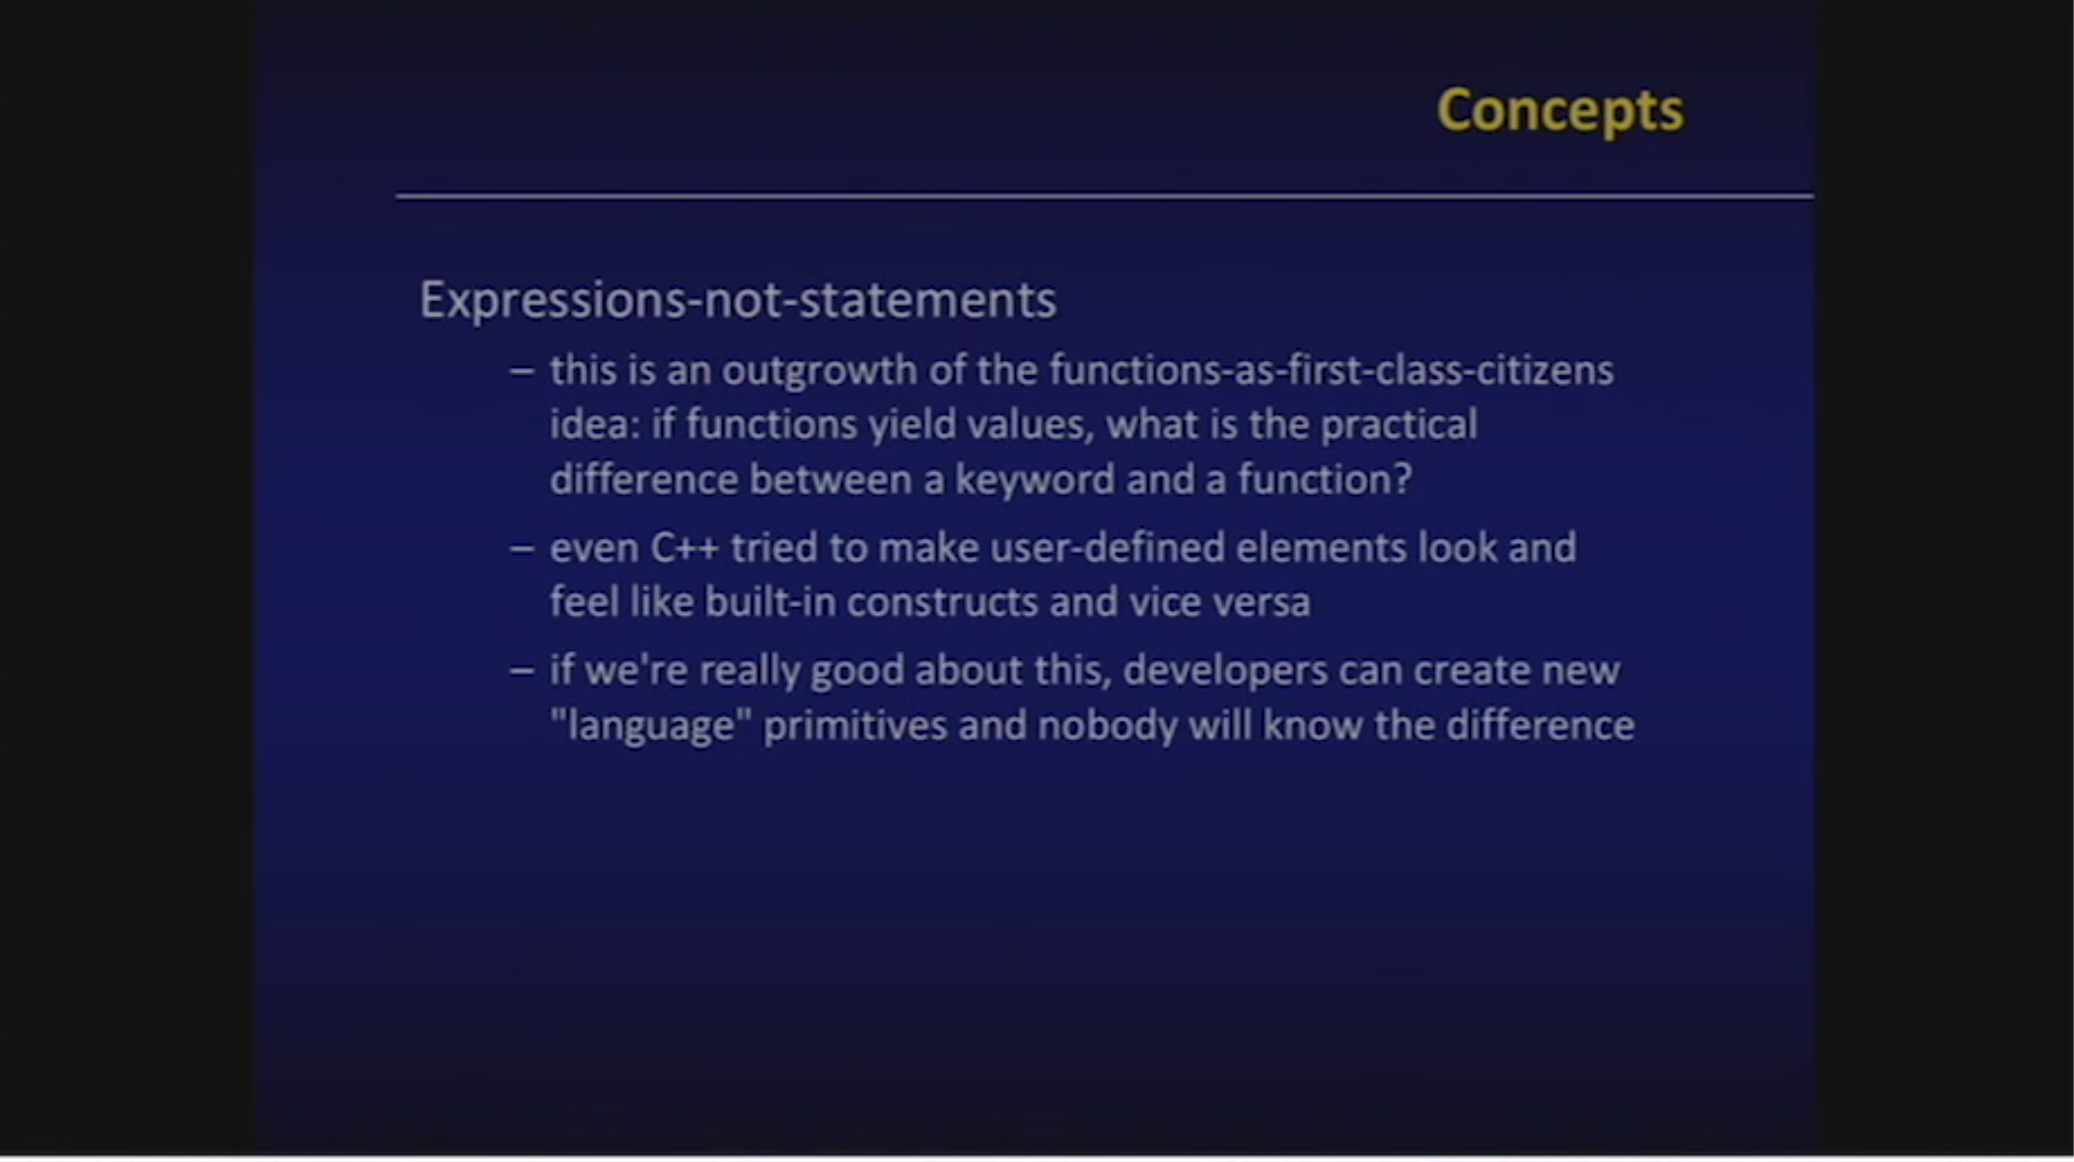 Concepts
Expressions-not-statements
– this is an outgrowth of the functions-as-first-class-citizens
idea: if functions yield values, what is the practical
difference between a keyword and a function?
– even C++ tried to make user-defined elements look and
feel like built-in constructs and vice versa
– if we're really good about this, developers can create new
"language" primitives and nobody will know the difference